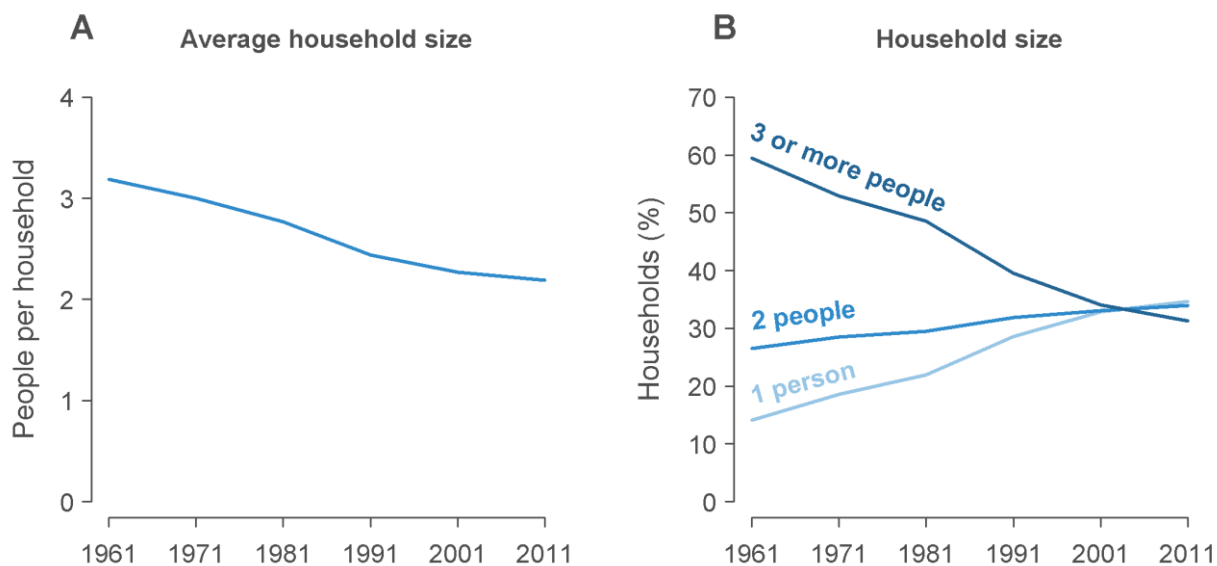 A
Average household size
People per household
4
3
2
1
0
1961 1971 1981 1991 2001 2011
B
Household size
Households (%)
70
60
50
40
30
20
10
0
3 or more people
2 people
1 person
1961 1971 1981 1991 2001 2011